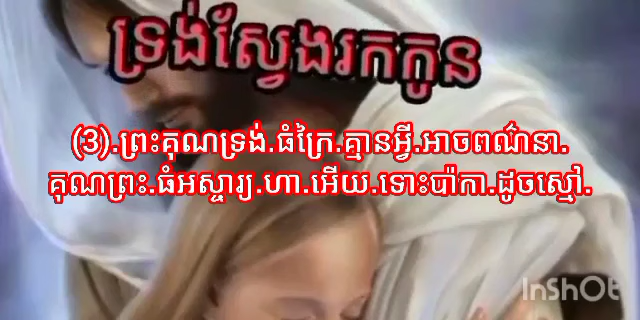 ទ្រង់ស្វែងរកកូន
(3).ព្រះគុណទ្រង់.ធំក្រៃ.គ្មានអ្វី.អាចពណ៌នា.
គុណព្រះ.ធំអស្ចារ្យ.ហា.អើយ.ទោះប៉ាកា.ដូចស្មៅ.
InShOt